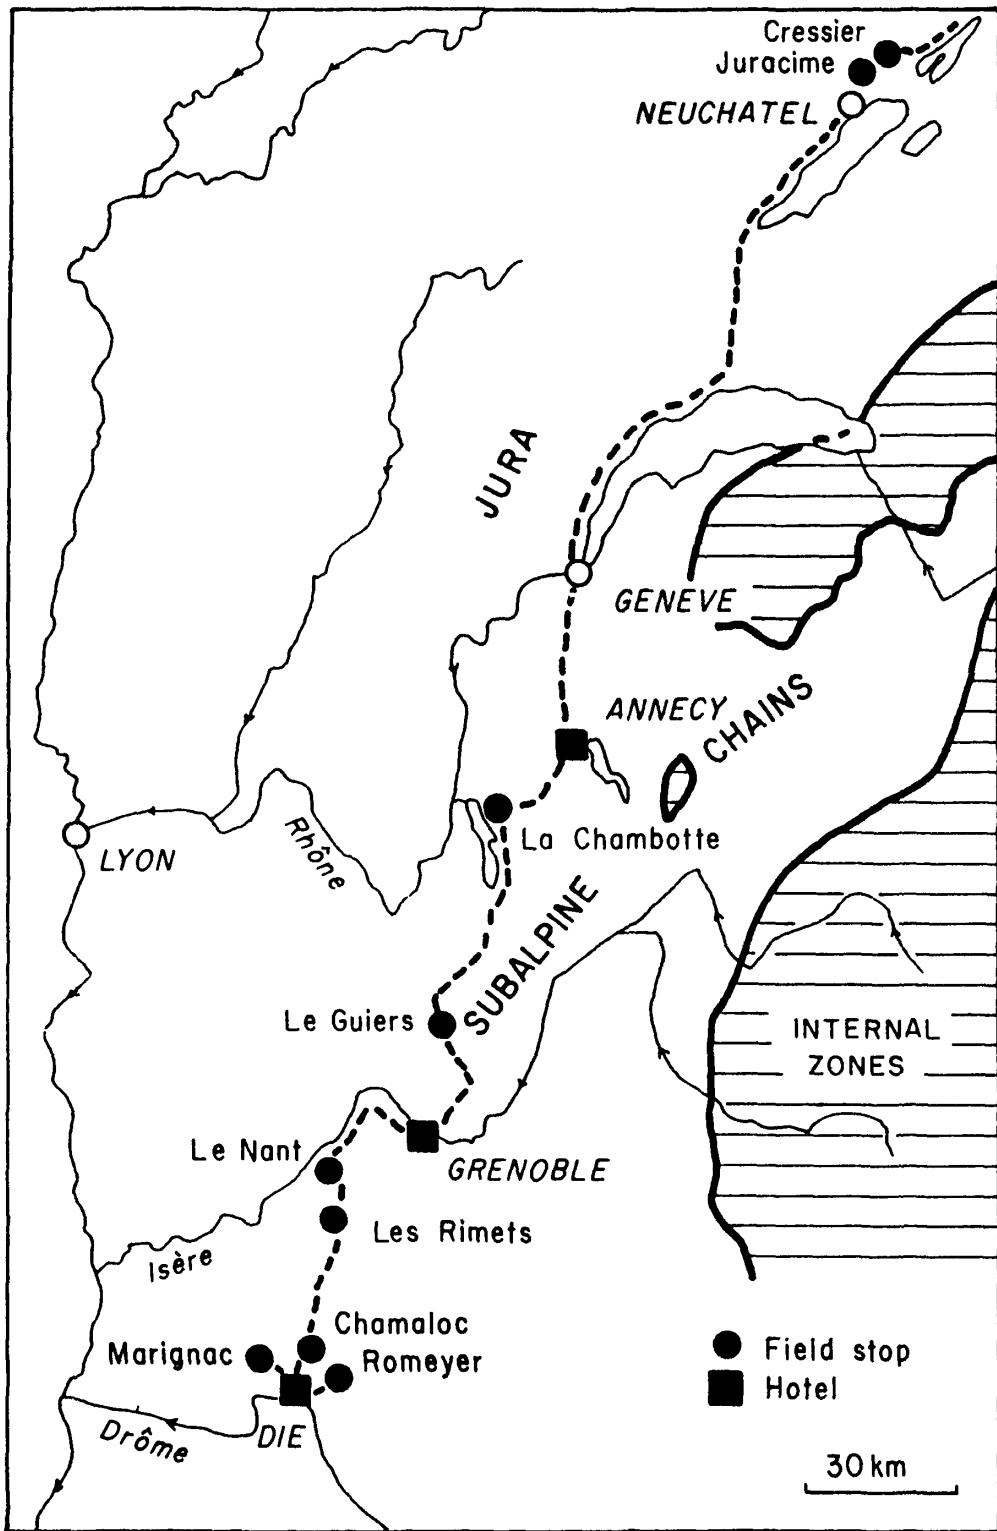 Cressier
Juracime
NEUCHATEL
JURA
GENEVE
ANNECY
CHAINS
La Chambotte
Rhône
LYON
SUBALPINE
Le Guiers
INTERNAL
ZONES
Le Nant
GRENOBLE
Les Rimets
Isère
Chamaloc
Marignac
Romeyer
Field stop
Hotel
Drôme
DIE
30 km